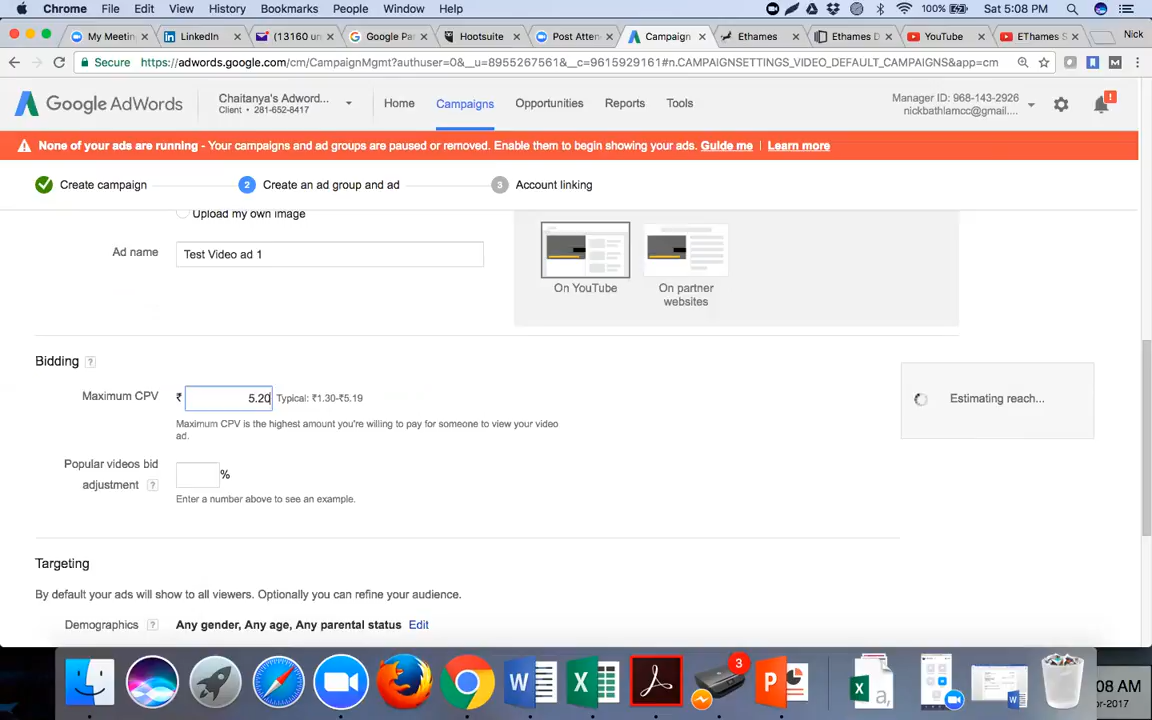 Chrome File Edit View History Bookmarks People Window Help 100% Sat 5:08 PM
My Meetin LinkedIn (13160 un Google Pa Hootsuite Post Atten Campaign Ethames Ethames D YouTube EThames S Nick
Secure https://adwords.google.com/cm/CampaignMgmt?authuser=0&__u=8955267561&__c=9615929161#n.CAMPAIGNSETTINGS_VIDEO_DEFAULT_CAMPAIGNS&app=cm
Google AdWords
Chaitanya's Adword...
Client • 281-652-8417
Home Campaigns Opportunities Reports Tools
Manager ID: 968-143-2926
nickbathlamcc@gmail....
!
None of your ads are running - Your campaigns and ad groups are paused or removed. Enable them to begin showing your ads. Guide me | Learn more
Create campaign 2 Create an ad group and ad 3 Account linking
Upload my own image
Ad name Test Video ad 1
On YouTube On partner
websites
Bidding ?
Maximum CPV ₹ 5.20 Typical: ₹1.30-₹5.19
Maximum CPV is the highest amount you're willing to pay for someone to view your video
ad.
Estimating reach...
Popular videos bid
adjustment ? %
Enter a number above to see an example.
Targeting
By default your ads will show to all viewers. Optionally you can refine your audience.
Demographics ? Any gender, Any age, Any parental status Edit
3
08 AM
r-2017